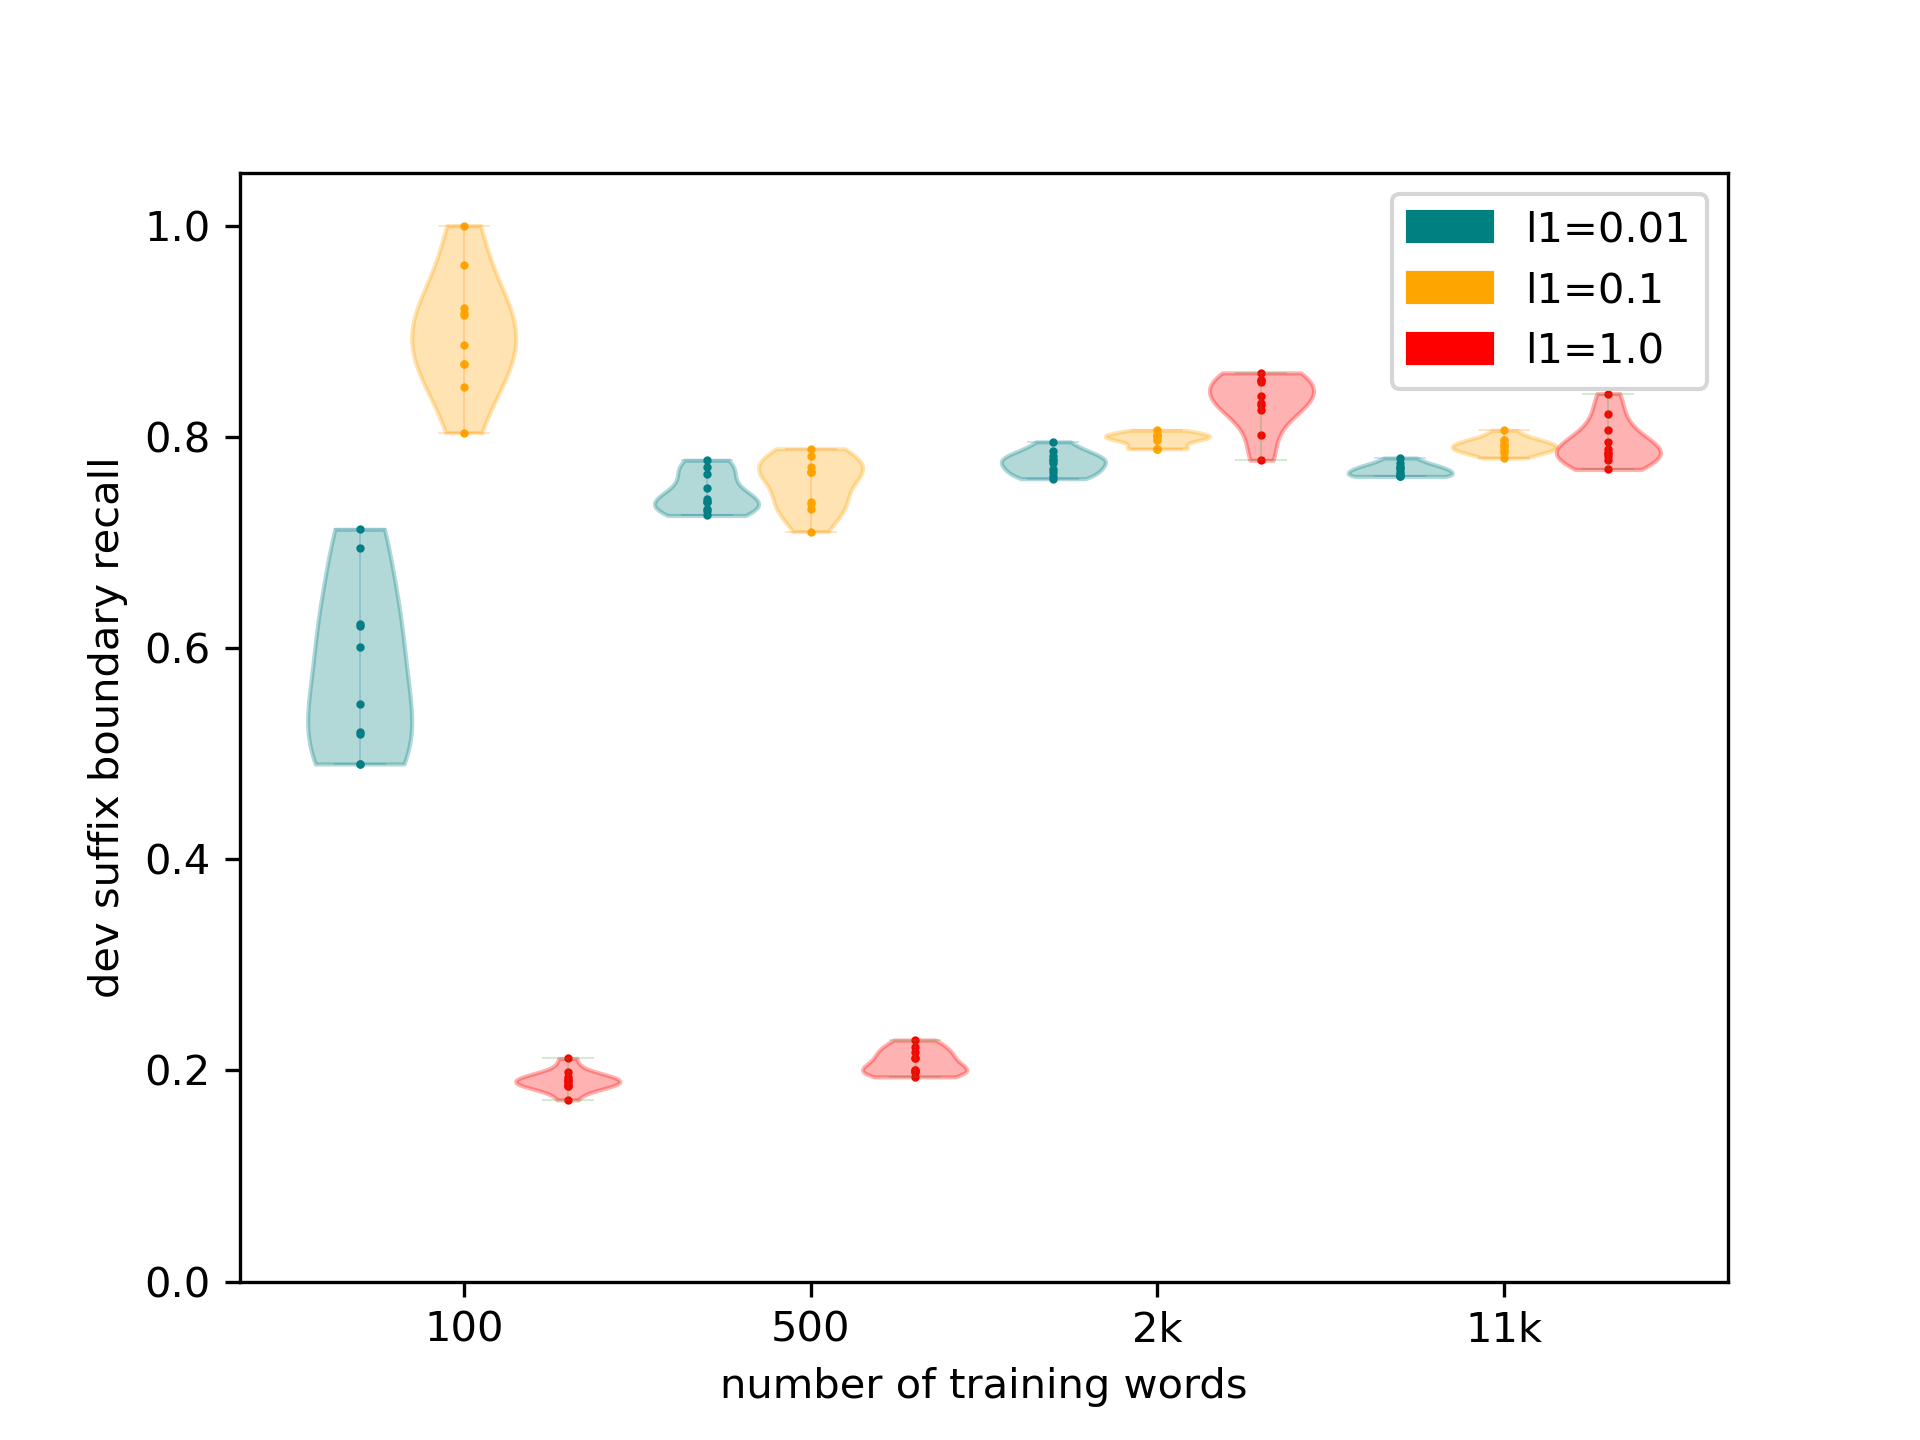 l1=0.01
l1=0.1
l1=1.0
dev suffix boundary recall
1.0
0.8
0.6
0.4
0.2
0.0
100 500 2k 11k
number of training words